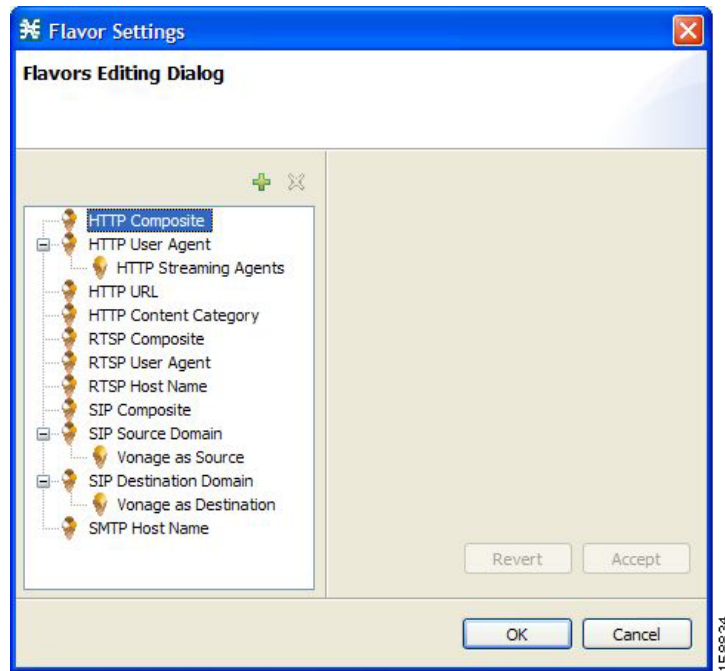 Flavor Settings
Flavors Editing Dialog
HTTP Composite
HTTP User Agent
HTTP Streaming Agents
HTTP URL
HTTP Content Category
RTSP Composite
RTSP User Agent
RTSP Host Name
SIP Composite
SIP Source Domain
Vonage as Source
SIP Destination Domain
Vonage as Destination
SMTP Host Name
Revert Accept
OK Cancel